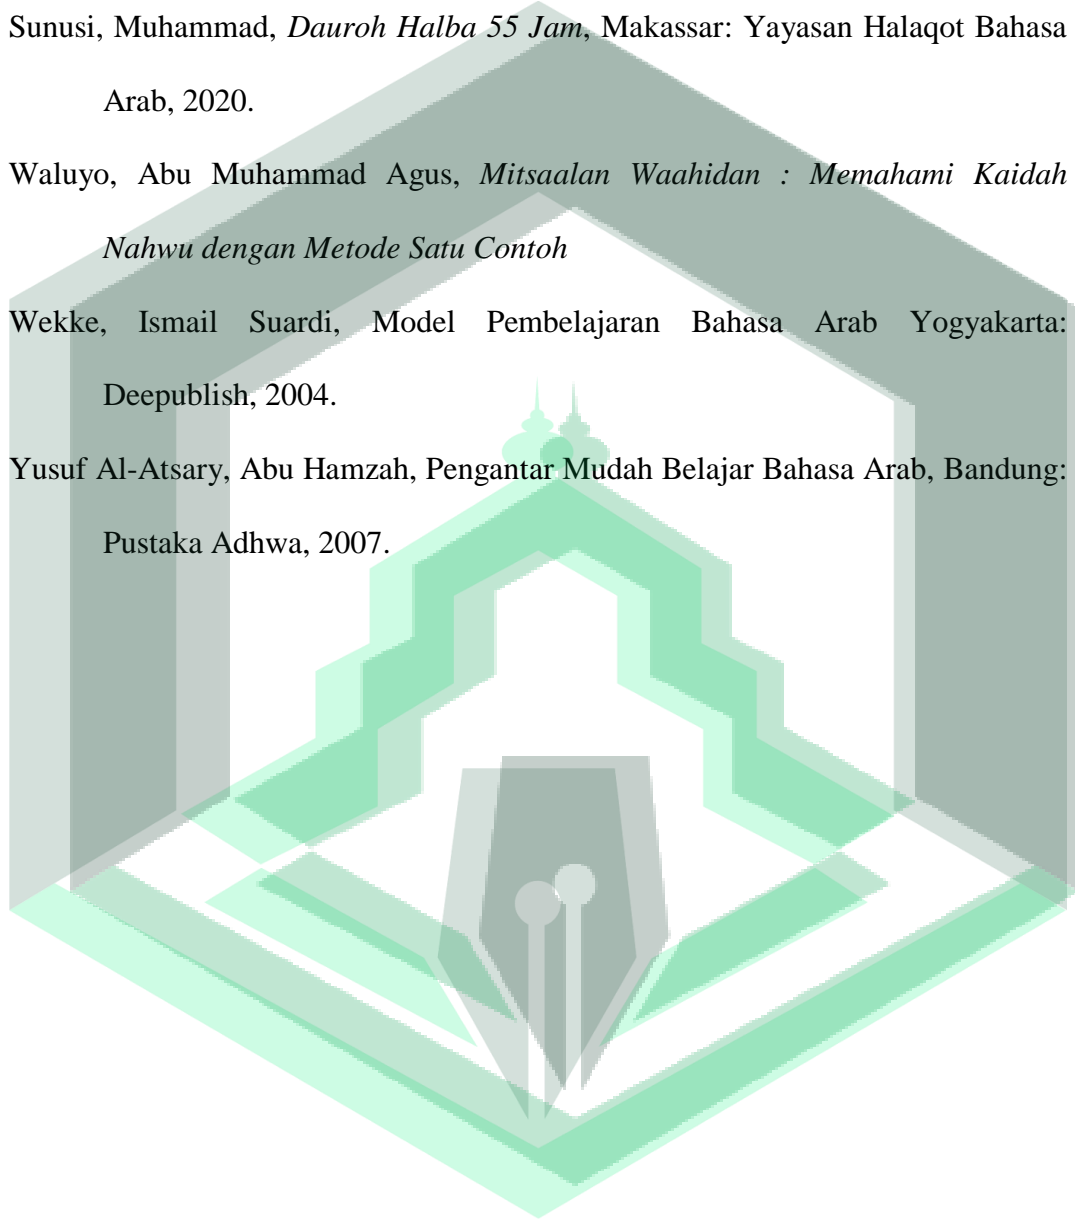 Sunusi, Muhammad, Dauroh Halba 55 Jam, Makassar: Yayasan Halaqot Bahasa
Arab, 2020.
Waluyo, Abu Muhammad Agus, Mitsaalan Waahidan : Memahami Kaidah
Nahwu dengan Metode Satu Contoh
Wekke, Ismail Suardi, Model Pembelajaran Bahasa Arab Yogyakarta:
Deepublish, 2004.
Yusuf Al-Atsary, Abu Hamzah, Pengantar Mudah Belajar Bahasa Arab, Bandung:
Pustaka Adhwa, 2007.